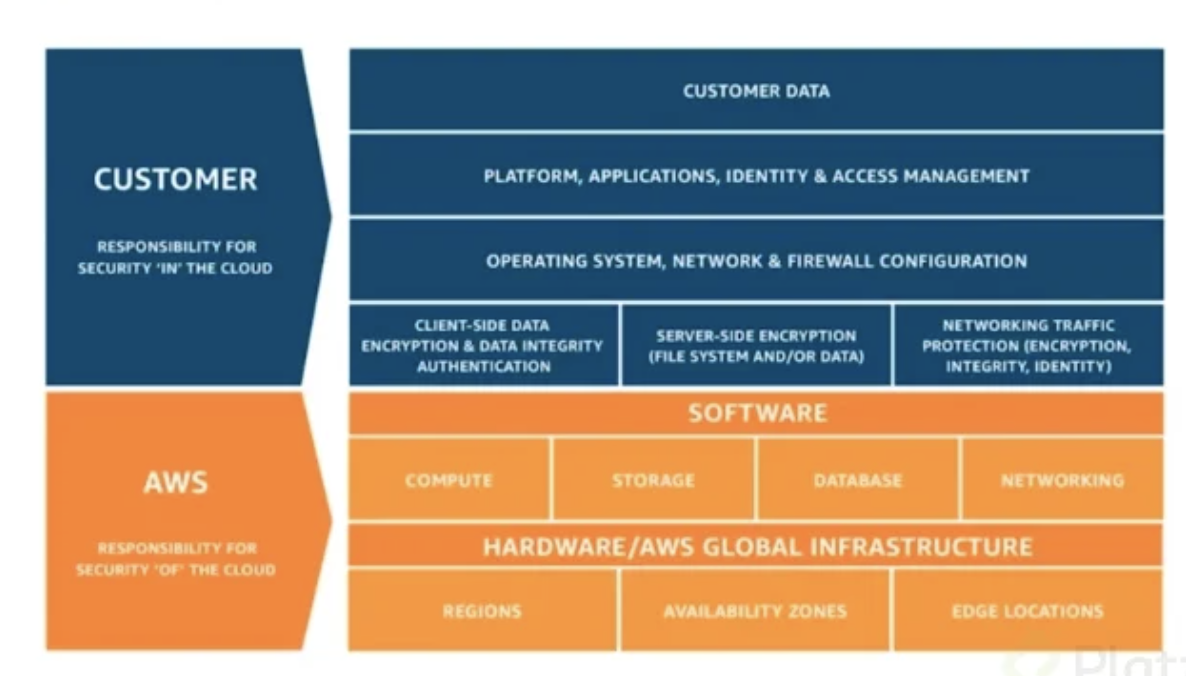 CUSTOMER DATA
CUSTOMER
RESPONSIBILITY FOR
SECURITY ‘IN’ THE CLOUD
PLATFORM, APPLICATIONS, IDENTITY & ACCESS MANAGEMENT
OPERATING SYSTEM, NETWORK & FIREWALL CONFIGURATION
CLIENT-SIDE DATA
ENCRYPTION & DATA INTEGRITY
AUTHENTICATION
SERVER-SIDE ENCRYPTION
(FILE SYSTEM AND/OR DATA)
NETWORKING TRAFFIC
PROTECTION (ENCRYPTION,
INTEGRITY, IDENTITY)
AWS
RESPONSIBILITY FOR
SECURITY ‘OF’ THE CLOUD
SOFTWARE
COMPUTE
STORAGE
DATABASE
NETWORKING
HARDWARE/AWS GLOBAL INFRASTRUCTURE
REGIONS
AVAILABILITY ZONES
EDGE LOCATIONS